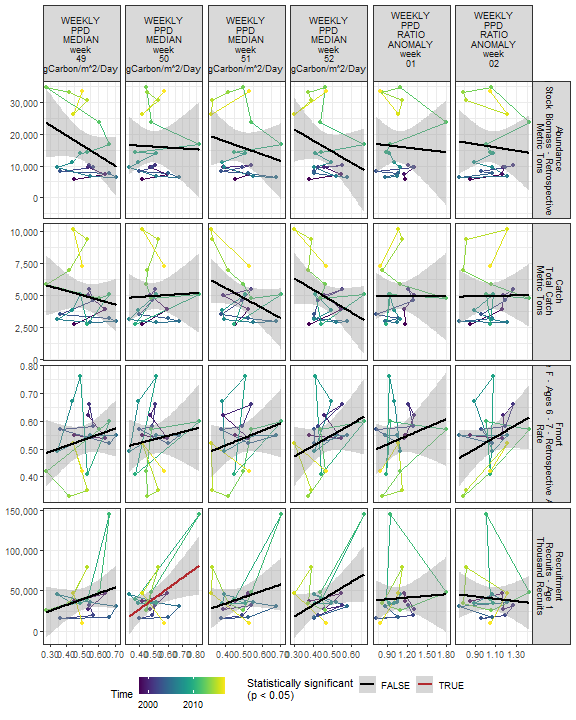 WEEKLY
PPD
MEDIAN
week
49
gCarbon/m^2/Day
WEEKLY
PPD
MEDIAN
week
50
gCarbon/m^2/Day
WEEKLY
PPD
MEDIAN
week
51
gCarbon/m^2/Day
WEEKLY
PPD
MEDIAN
week
52
gCarbon/m^2/Day
WEEKLY
PPD
RATIO
ANOMALY
week
01
WEEKLY
PPD
RATIO
ANOMALY
week
02
30,000
20,000
10,000
0
Abundance
Stock Biomass - Retrospective
Metric Tons
10,000
7,500
5,000
2,500
0
Catch
Total Catch
Metric Tons
0.80
0.70
0.60
0.50
0.40
Fmort
F - Ages 6 - 7 - Retrospective
Rate
150,000
100,000
50,000
0
Recruitment
Recruits - Age 1
Thousand Recruits
0.30 0.40 0.50 0.60 0.70
0.40 0.50 0.60 0.70 0.80
0.40 0.50 0.60 0.70
0.30 0.40 0.50 0.60
0.90 1.20 1.50 1.80
0.90 1.10 1.30
Time
2000 2010
Statistically significant
(p < 0.05)
FALSE
TRUE